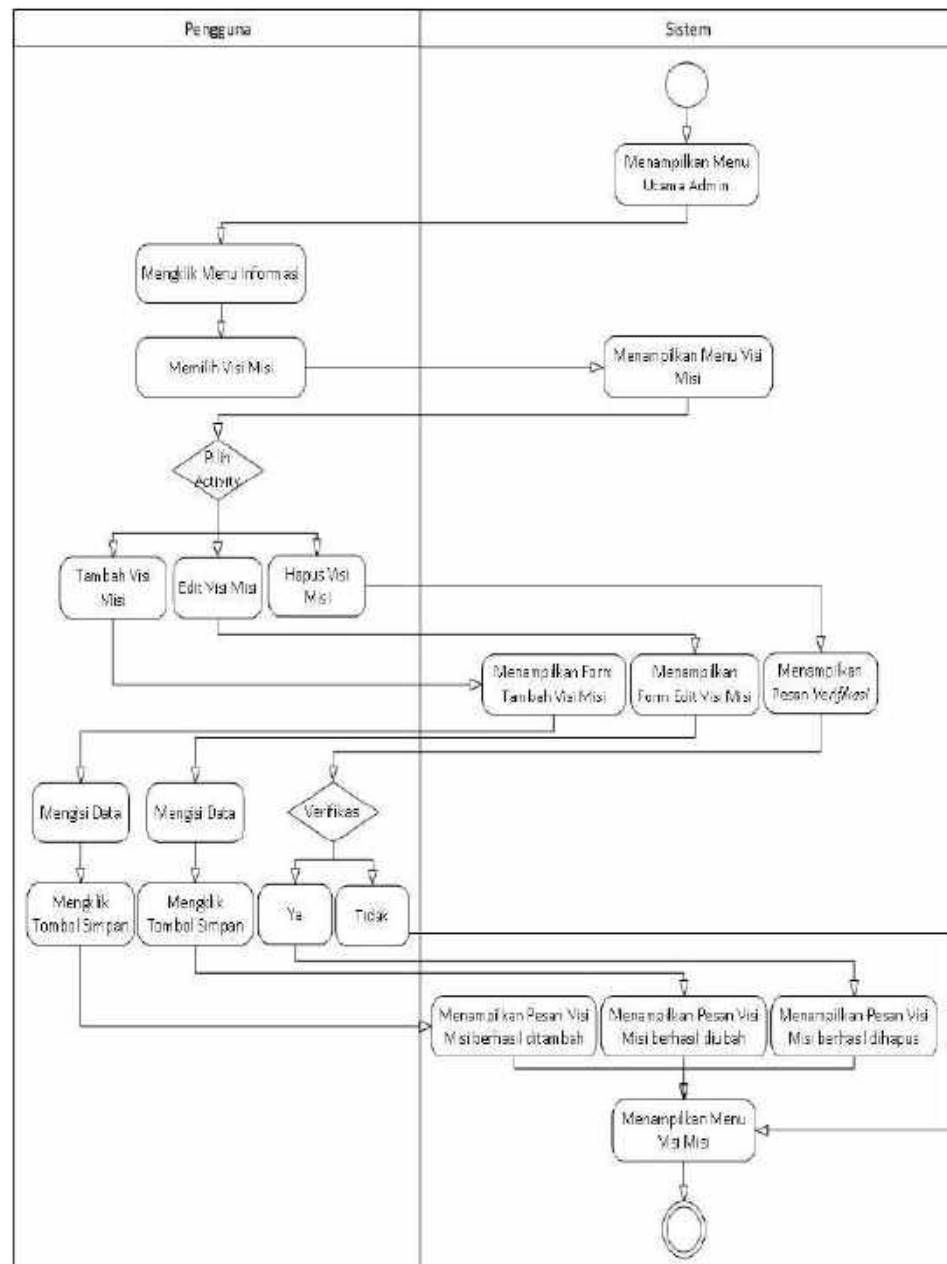 Pengguna
Sistem
Menampilkan Menu
Utama Admin
Mengklik Menu Informasi
Memilih Visi Misi
Menampilkan Menu Visi
Misi
Pilih
Activity
Tambah Visi
Misi
Edit Visi Misi
Hapus Visi
Misi
Menampilkan Form
Tambah Visi Misi
Menampilkan
Form Edit Visi Misi
Menampilkan
Pesan Verifikasi
Mengisi Data
Mengisi Data
Verifikas
Mengklik
Tombol Simpan
Mengklik
Tombol Simpan
Ya
Tidak
Menampilkan Pesan Visi
Misi berhasil ditambah
Menampilkan Pesan Visi
Misi berhasil diubah
Menampilkan Pesan Visi
Misi berhasil dihapus
Menampilkan Menu
Visi Misi